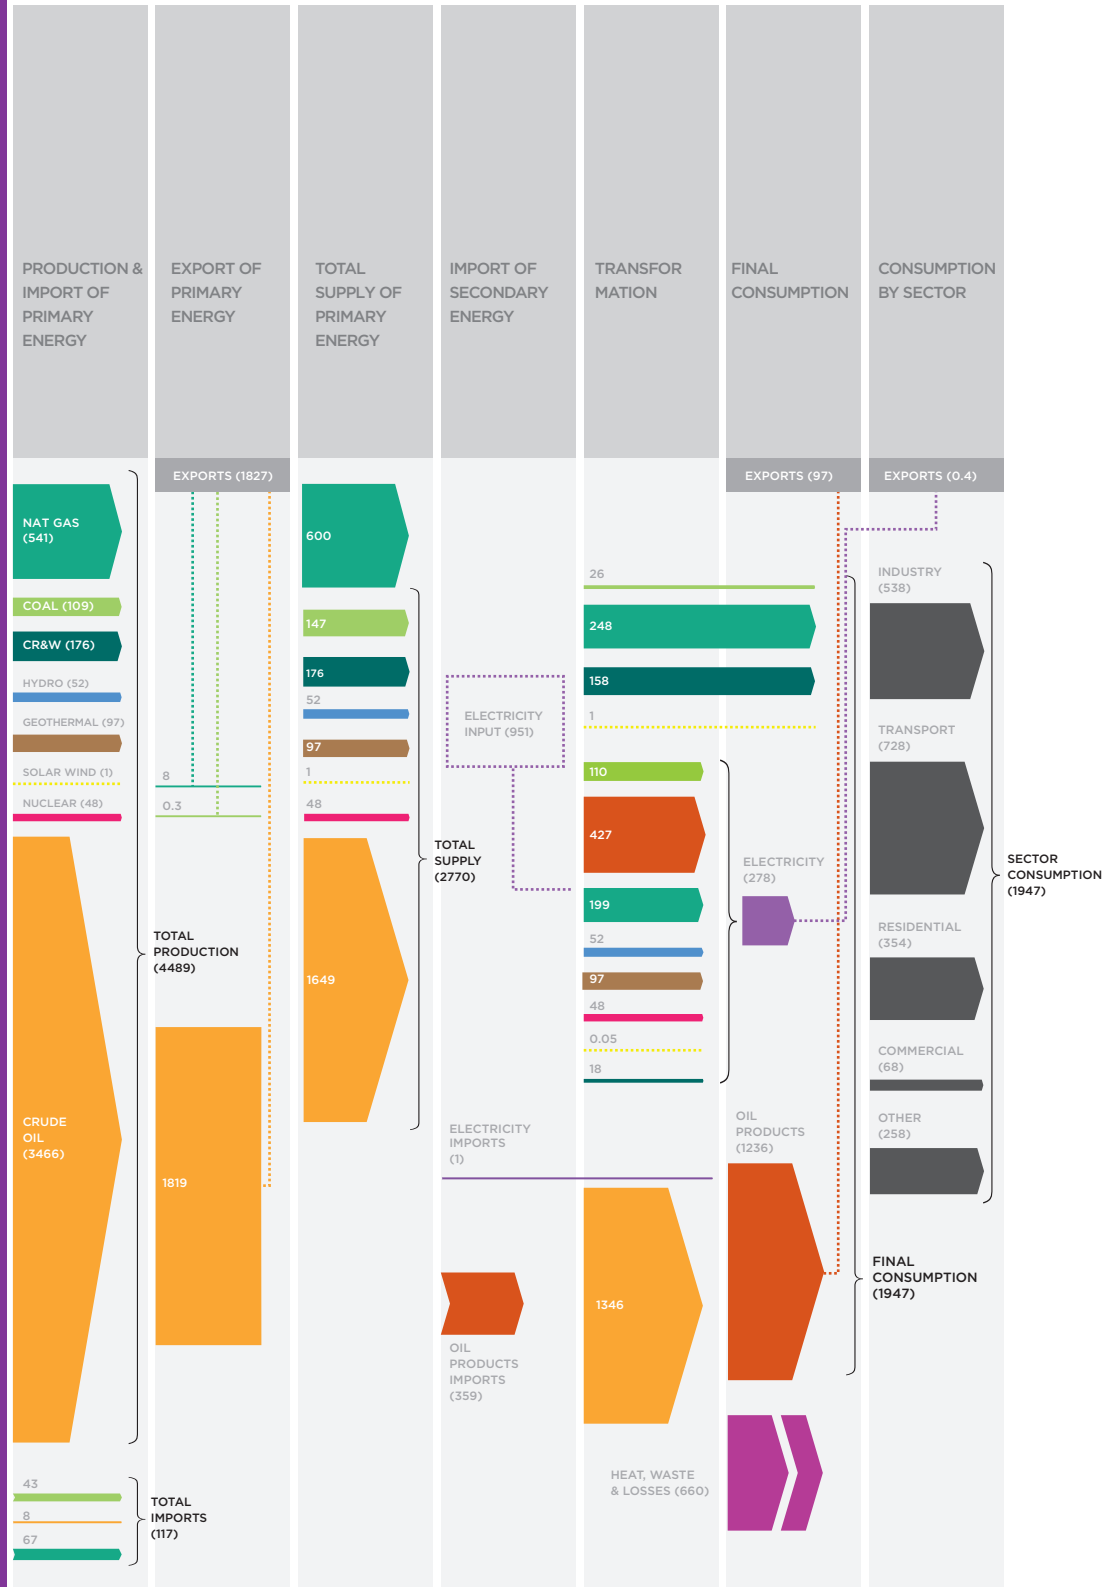 PRODUCTION &
IMPORT OF
PRIMARY
ENERGY
EXPORT OF
PRIMARY
ENERGY
TOTAL
SUPPLY OF
PRIMARY
ENERGY
IMPORT OF
SECONDARY
ENERGY
TRANSFOR
MATION
FINAL
CONSUMPTION
CONSUMPTION
BY SECTOR
EXPORTS (1827)
EXPORTS (97)
EXPORTS (0.4)
NAT GAS
(541)
COAL (109)
CR&W (176)
HYDRO (52)
GEOTHERMAL (97)
SOLAR WIND (1)
NUCLEAR (48)
CRUDE
OIL
(3466)
TOTAL
PRODUCTION
(4489)
43
8
67
TOTAL
IMPORTS
(117)
8
0.3
1819
600
147
176
52
97
1
48
1649
TOTAL
SUPPLY
(2770)
ELECTRICITY
INPUT (951)
ELECTRICITY
IMPORTS
(1)
OIL
PRODUCTS
IMPORTS
(359)
26
248
158
1
110
427
199
52
97
48
0.05
18
1346
HEAT, WASTE
& LOSSES (660)
ELECTRICITY
(278)
OIL
PRODUCTS
(1236)
FINAL
CONSUMPTION
(1947)
INDUSTRY
(538)
TRANSPORT
(728)
RESIDENTIAL
(354)
COMMERCIAL
(68)
OTHER
(258)
SECTOR
CONSUMPTION
(1947)